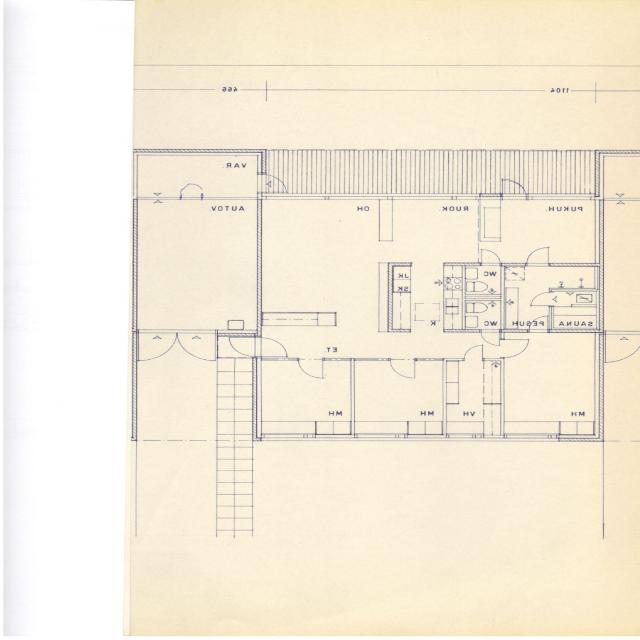 466
1104
VAR.
AUTOV.
OH
RUOK.
PUKUH.
JK
WC
SK
K
WC
PESUH
SAUNA
ET.
MH
MH
VH
MH